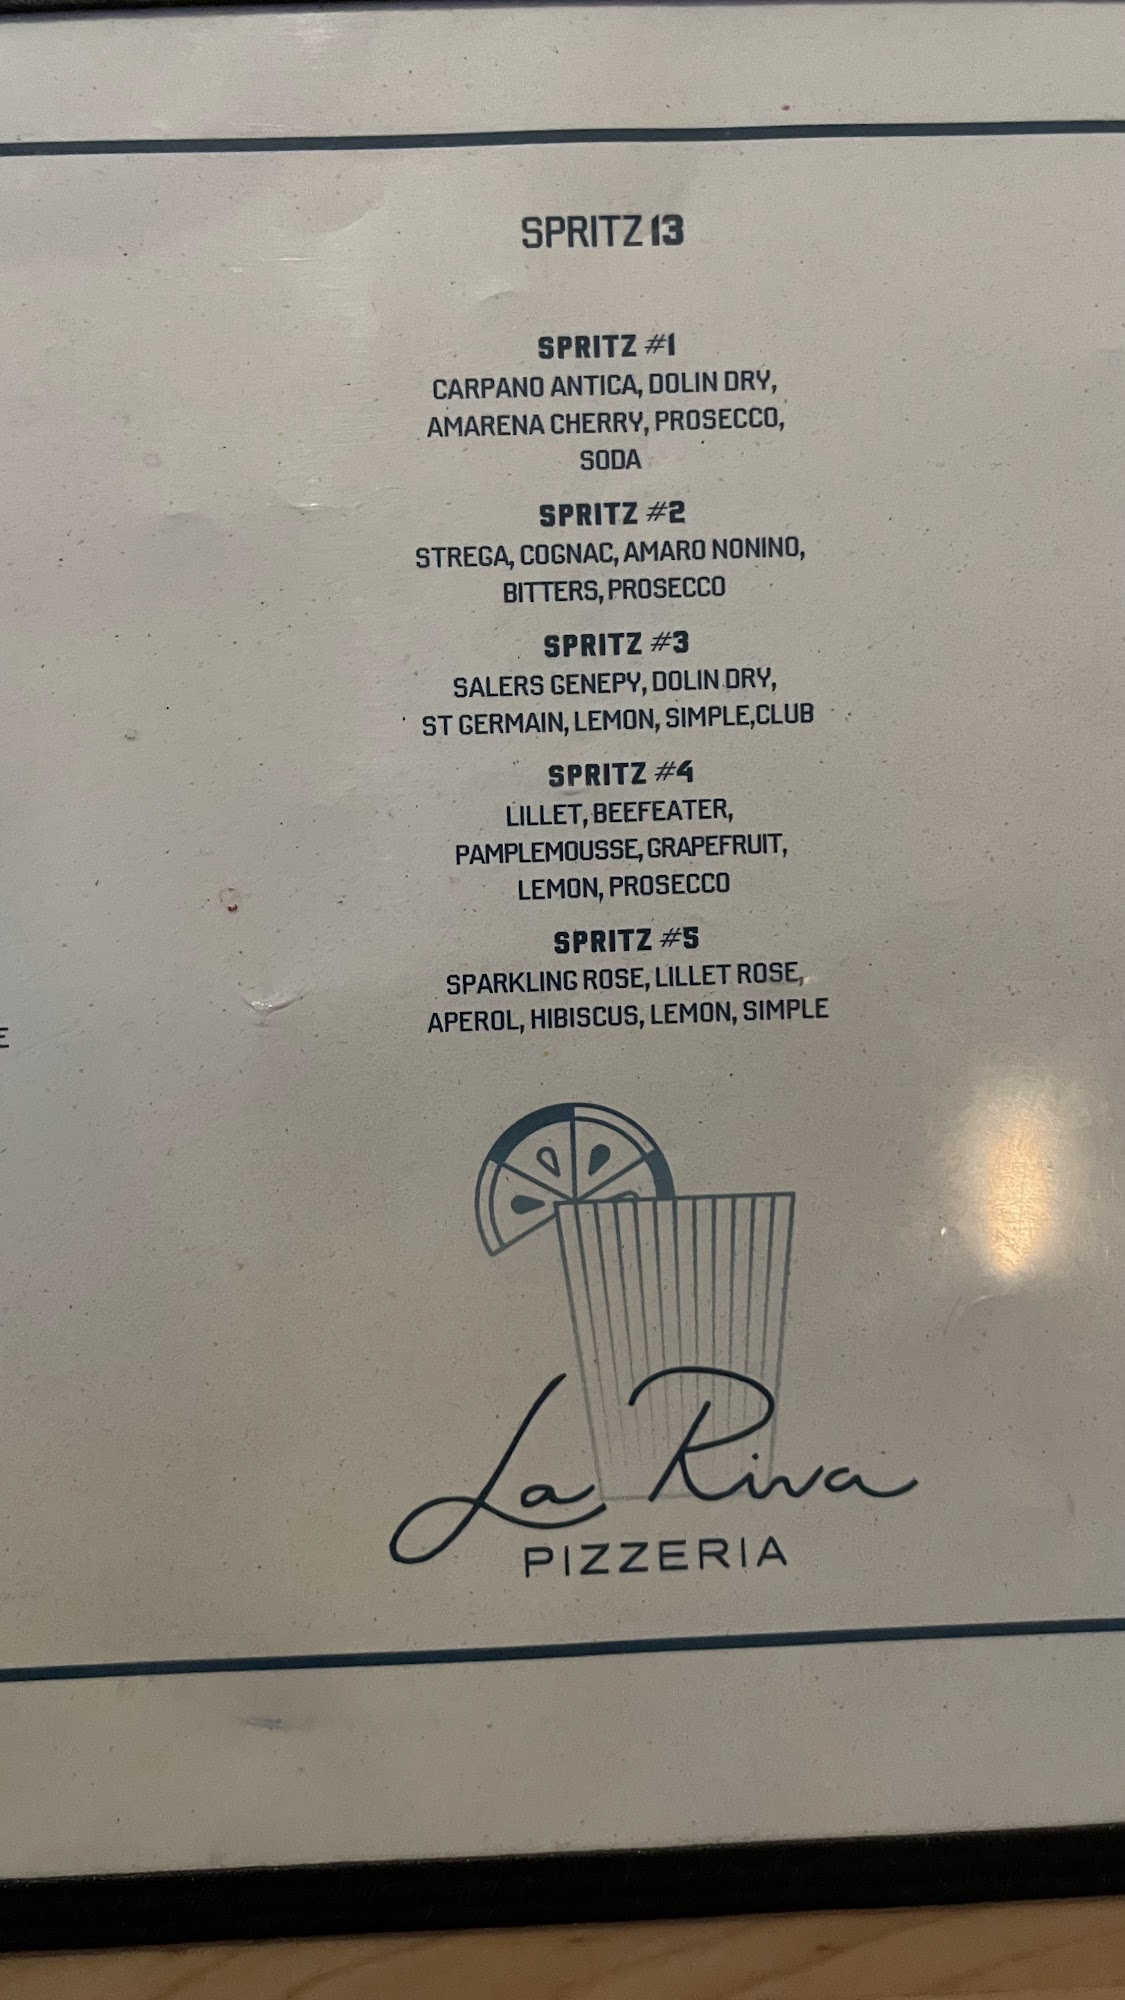 SPRITZ 13
SPRITZ #1
CARPANO ANTICA, DOLIN DRY,
AMARENA CHERRY, PROSECCO,
SODA
SPRITZ #2
STREGA, COGNAC, AMARO NONINO,
BITTERS, PROSECCO
SPRITZ #3
SALERS GENEPY, DOLIN DRY,
ST GERMAIN, LEMON, SIMPLE,CLUB
SPRITZ #4
LILLET, BEEFEATER,
PAMPLEMOUSSE, GRAPEFRUIT,
LEMON, PROSECCO
SPRITZ #5
SPARKLING ROSE, LILLET ROSE,
APEROL, HIBISCUS, LEMON, SIMPLE
La Riva
PIZZERIA